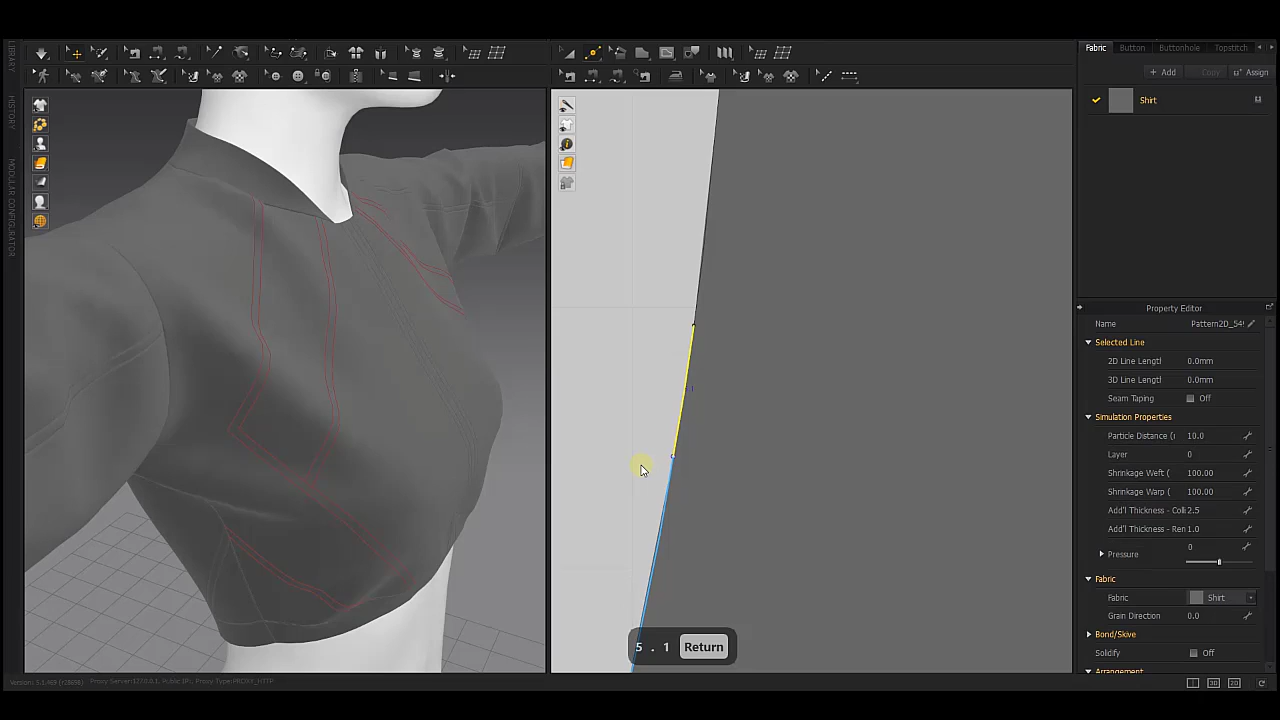 Fabric Button Buttonhole Topstitch
LIBRARY
HISTORY
MODULAR CONFIGURATOR
+ Add Copy Assign
Shirt
Property Editor
Name Pattern2D_54
Selected Line
2D Line Lengtl 0.0mm
3D Line Lengtl 0.0mm
Seam Taping Off
Simulation Properties
Particle Distance (r 10.0
Layer 0
Shrinkage Weft ( 100.00
Shrinkage Warp ( 100.00
Add'l Thickness - Colli 2.5
Add'l Thickness - Ren 1.0
Pressure 0
Fabric
Fabric Shirt
Grain Direction 0.0
Bond/Skive
Solidify Off
Arrangement
5 . 1 Return